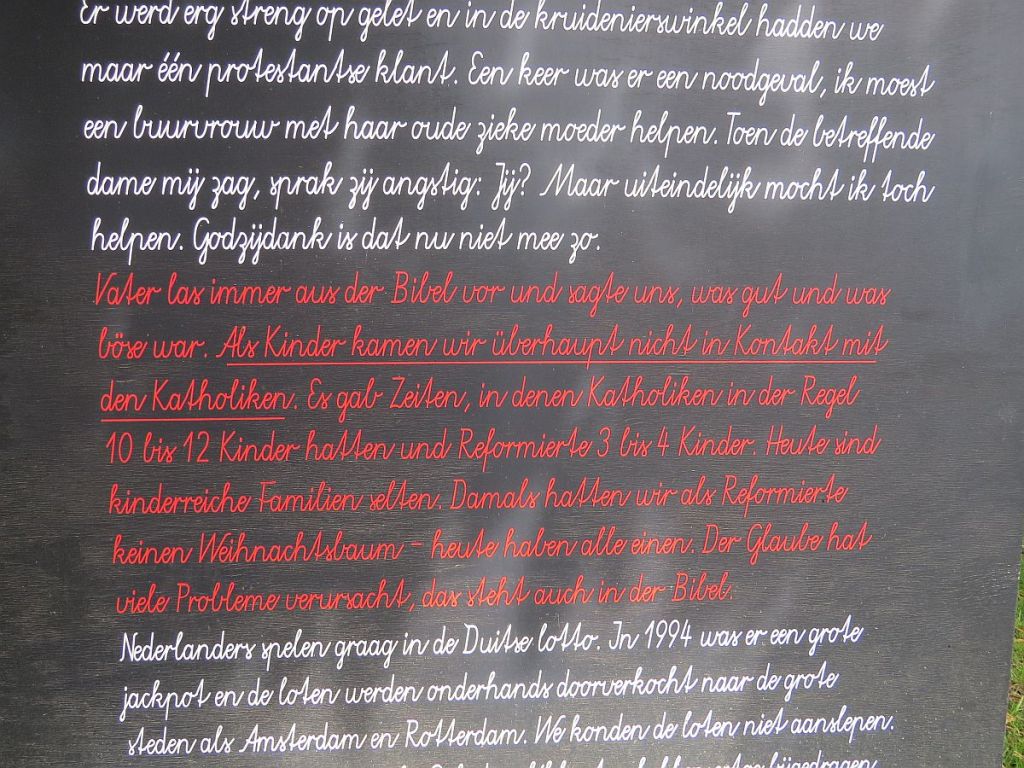 Er werd erg streng op gelet en in de kruidenierswinkel hadden we
maar één protestantse klant. Een keer was er een noodgeval, ik moest
een buurvrouw met haar oude zieke moeder helpen. Toen de betreffende
dame mij zag, sprak zij angstig: Jij? Maar uiteindelijk mocht ik toch
helpen. Godzijdank is dat nu niet mee zo.
Vater las immer aus der Bibel vor und sagte uns, was gut und was
böse war. Als Kinder kamen wir überhaupt nicht in Kontakt mit
den Katholiken. Es gab Zeiten, in denen Katholiken in der Regel
10 bis 12 Kinder hatten und Reformierte 3 bis 4 Kinder. Heute sind
kinderreiche Familien selten. Damals hatten wir als Reformierte
keinen Weihnachtsbaum – heute haben alle einen. Der Glaube hat
viele Probleme verursacht, das steht auch in der Bibel.
Nederlanders spelen graag in de Duitse lotto. In 1994 was er een grote
jackpot en de loten werden onderhands doorverkocht naar de grote
steden als Amsterdam en Rotterdam. We konden de loten niet aanslepen.
bijgedragen